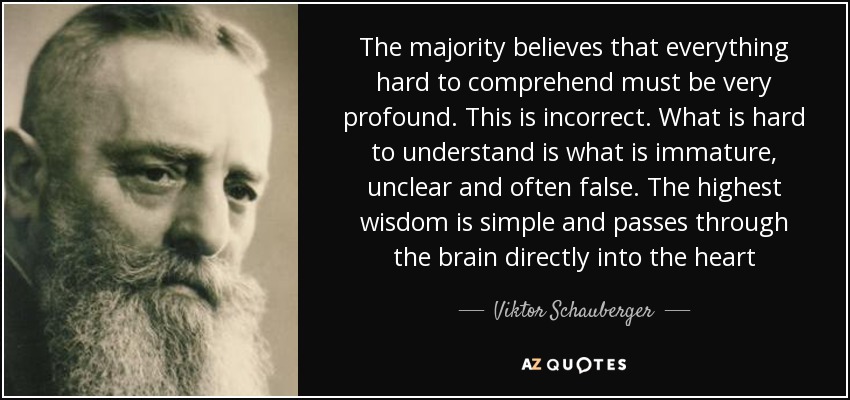 The majority believes that everything
hard to comprehend must be very
profound. This is incorrect. What is hard
to understand is what is immature,
unclear and often false. The highest
wisdom is simple and passes through
the brain directly into the heart
Viktor Schauberger
AZ QUOTES